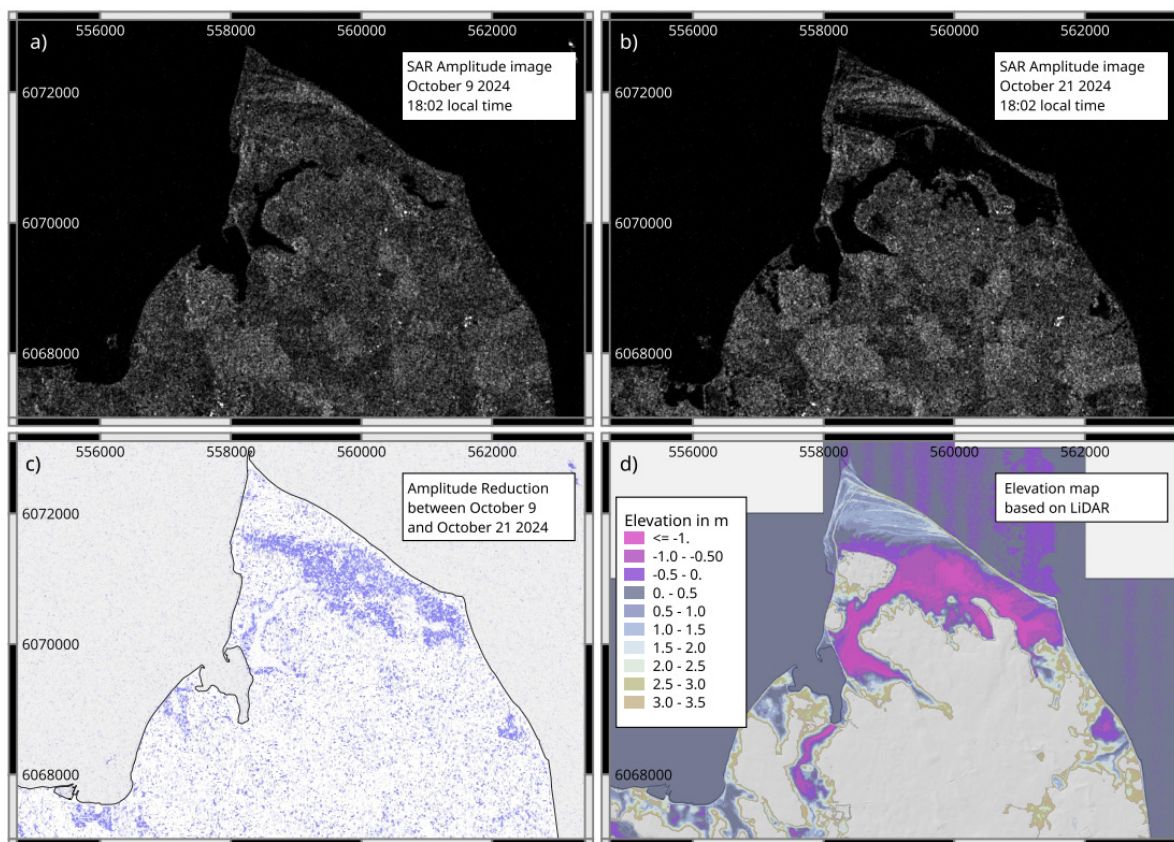 556000 558000 560000 562000
a)
SAR Amplitude image
October 9 2024
18:02 local time
6072000
6070000
6068000
556000 558000 560000 562000
b)
SAR Amplitude image
October 21 2024
18:02 local time
6072000
6070000
6068000
556000 558000 560000 562000
c)
Amplitude Reduction
between October 9
and October 21 2024
6072000
6070000
6068000
556000 558000 560000 562000
d)
Elevation map
based on LiDAR
Elevation in m
<= -1.
-1.0 - -0.50
-0.5 - 0.
0. - 0.5
0.5 - 1.0
1.0 - 1.5
1.5 - 2.0
2.0 - 2.5
2.5 - 3.0
3.0 - 3.5
6068000